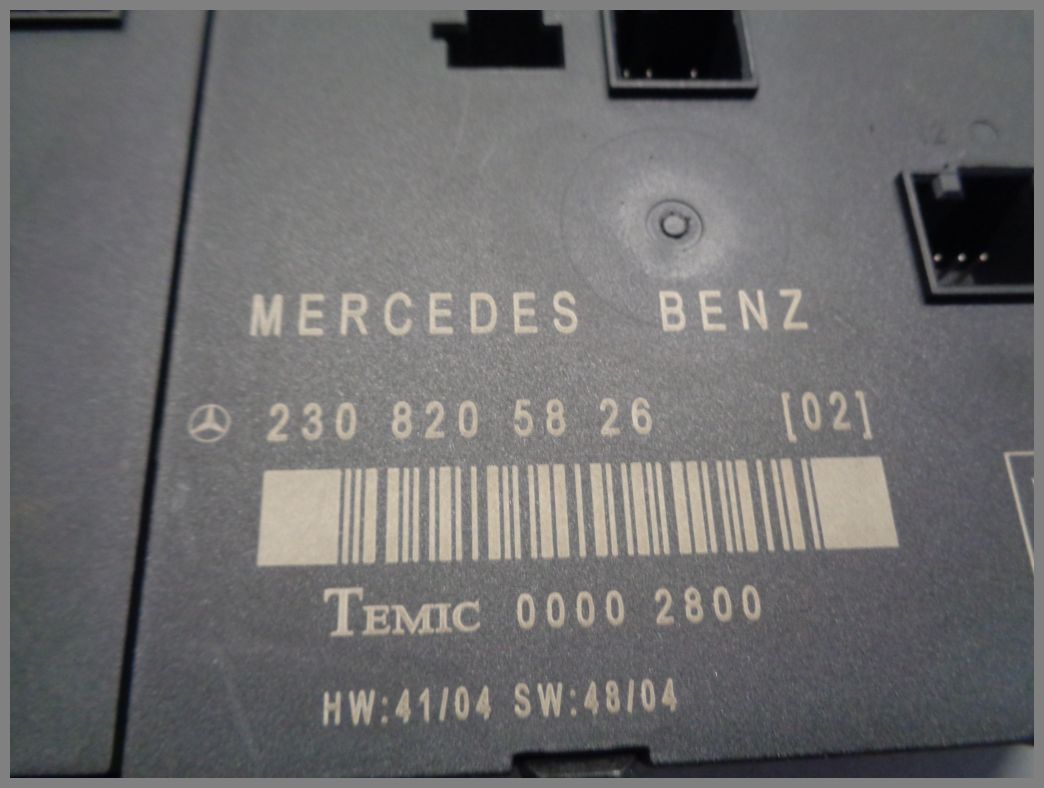 MERCEDES BENZ
230 820 58 26 [02]
TEMIC 0000 2800
HW:41/04 SW:48/04